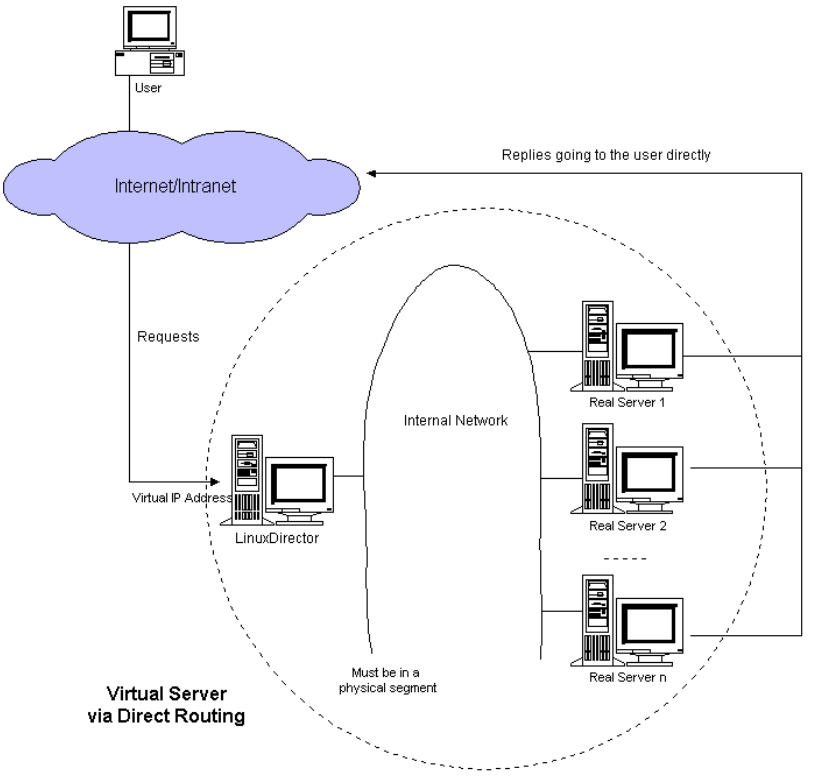 User
Internet/Intranet
Replies going to the user directly
Requests
Internal Network
Real Server 1
Virtual IP Address
LinuxDirector
Real Server 2
Real Server n
Must be in a
physical segment
Virtual Server
via Direct Routing